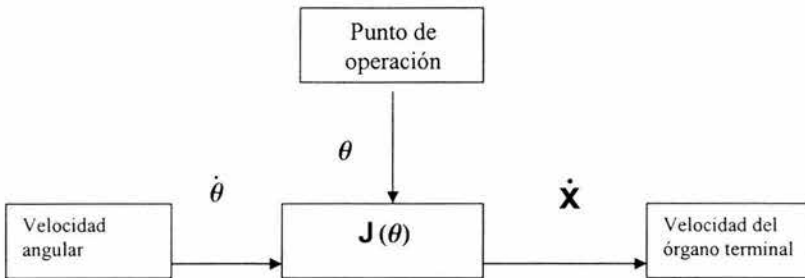 Punto de
operación
θ
θ̇
ẋ
Velocidad
angular
J(θ)
Velocidad del
órgano terminal